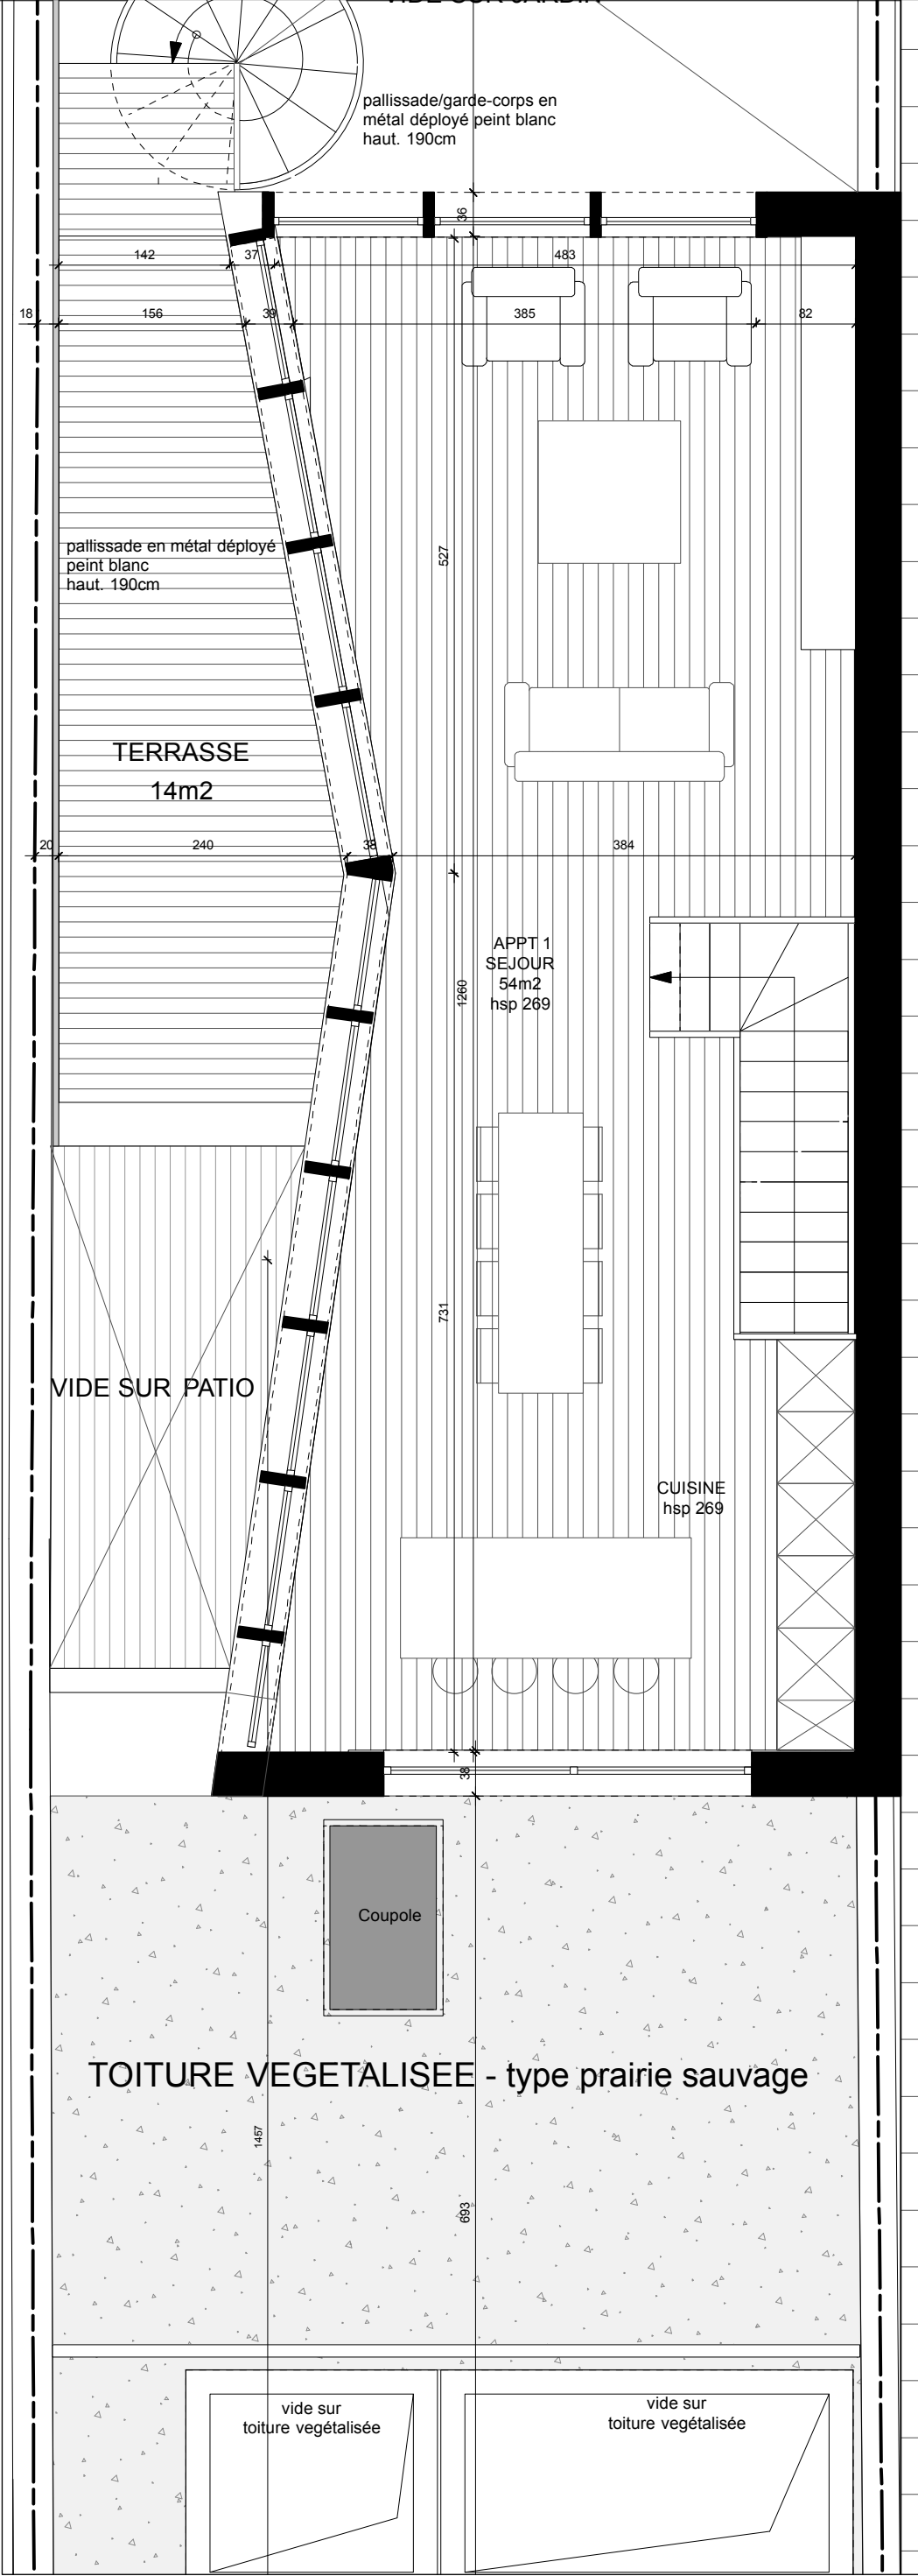 VIDE SUR JARDIN
pallissade/garde-corps en
métal déployé peint blanc
haut. 190cm
36
142
37
483
18
156
39
385
82
527
pallissade en métal déployé
peint blanc
haut. 190cm
TERRASSE
14m2
20
240
38
384
APPT 1
SEJOUR
54m2
hsp 269
1260
731
VIDE SUR PATIO
CUISINE
hsp 269
38
Coupole
TOITURE VEGETALISEE - type prairie sauvage
1457
693
vide sur
toiture vegétalisée
vide sur
toiture vegétalisée